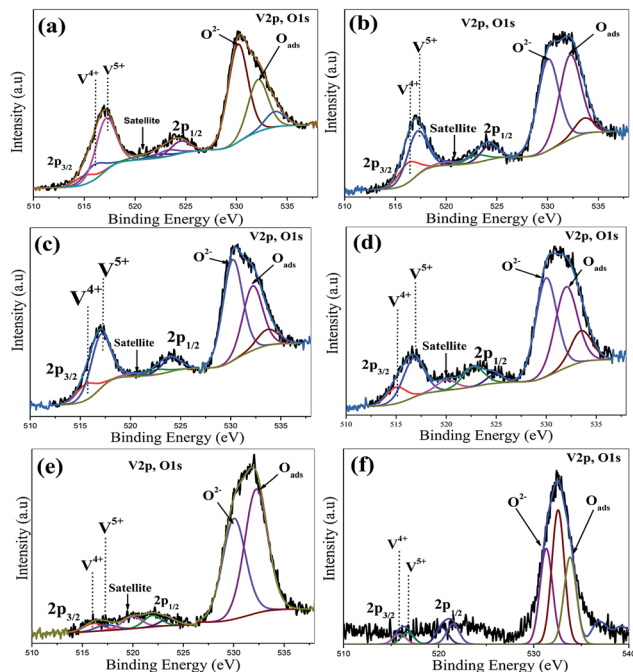 (a)
V2p, O1s
O2-
Oads
V5+
V4+
Satellite
2p1/2
2p3/2
Intensity (a.u)
510 515 520 525 530 535
Binding Energy (eV)
(b)
V2p, O1s
Oads
O2-
V5+
V4+
Satellite
2p1/2
2p3/2
Intensity (a.u)
510 515 520 525 530 535
Binding Energy (eV)
(c)
V2p, O1s
O2-
Oads
V5+
V4+
Satellite
2p1/2
2p3/2
Intensity (a.u)
510 515 520 525 530 535
Binding Energy (eV)
(d)
V2p, O1s
O2-
Oads
V5+
V4+
Satellite
2p1/2
2p3/2
Intensity (a.u)
510 515 520 525 530 535
Binding Energy (eV)
(e)
V2p, O1s
O2-
Oads
V5+
V4+
Satellite
2p1/2
2p3/2
Intensity (a.u)
510 515 520 525 530 535
Binding Energy (eV)
(f)
V2p, O1s
O2-
Oads
V4+
V5+
2p3/2
2p1/2
Intensity (a.u)
510 520 530 540
Binding Energy (eV)